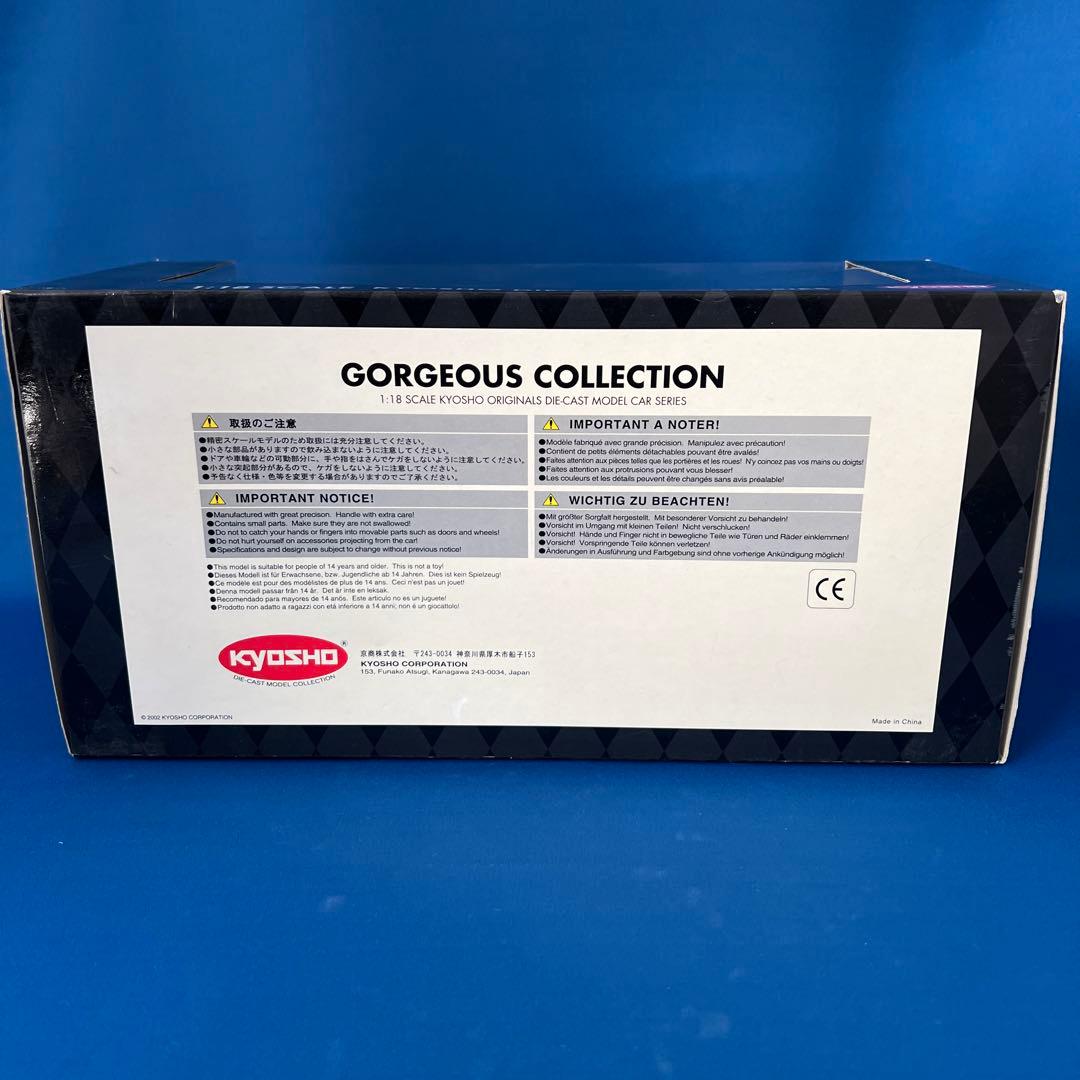 1:18 SCALE KYOSHO
GORGEOUS COLLECTION
1:18 SCALE KYOSHO ORIGINALS DIE-CAST MODEL CAR SERIES
取扱のご注意
●精密スケールモデルのため取扱には充分注意してください。
●小さな部品がありますので飲み込まないように注意してください。
●ドアや車輪などの可動部分に、手や指をはさんでケガをしないように注意してください。
●小さな突起部分があるので、ケガをしないように注意してください。
●予告なく仕様・色等を変更する場合がありますのでご了承ください。
IMPORTANT A NOTER!
●Modèle fabriqué avec grande précision. Manipulez avec précaution!
●Contient de petits éléments détachables pouvant être avalés!
●Faites attention aux pièces telles que les portières et les roues! N'y coincez pas vos mains ou doigts!
●Faites attention aux protrusions pouvant vous blesser!
●Les couleurs et les détails peuvent être changés sans avis préalable!
IMPORTANT NOTICE!
●Manufactured with great precison. Handle with extra care!
●Contains small parts. Make sure they are not swallowed!
●Do not to catch your hands or fingers into movable parts such as doors and wheels!
●Do not hurt yourself on accessories projecting from the car!
●Specifications and design are subject to change without previous notice!
WICHTIG ZU BEACHTEN!
●Mit größter Sorgfalt hergestellt. Mit besonderer Vorsicht zu behandeln!
●Vorsicht im Umgang mit kleinen Teilen! Nicht verschlucken!
●Vorsicht! Hände und Finger nicht in bewegliche Teile wie Türen und Räder einklemmen!
●Vorsicht! Vorspringende Teile können verletzen!
●Änderungen in Ausführung und Farbgebung sind ohne vorherige Ankündigung möglich!
●This model is suitable for people of 14 years and older. This is not a toy!
●Dieses Modell ist für Erwachsene, bzw. Jugendliche ab 14 Jahren. Dies ist kein Spielzeug!
●Ce modèle est pour des modélistes de plus de 14 ans. Ceci n'est pas un jouet!
●Denna modell passar från 14 år. Det är inte en leksak.
●Recomendado para mayores de 14 anós. Este articulo no es un juguete!
●Prodotto non adatto a ragazzi con etá inferiore a 14 anni; non é un giocattolo!
CE
KYOSHO®
DIE-CAST MODEL COLLECTION
京商株式会社 〒243-0034 神奈川県厚木市船子153
KYOSHO CORPORATION
153, Funako Atsugi, Kanagawa 243-0034, Japan
© 2002 KYOSHO CORPORATION
Made in China